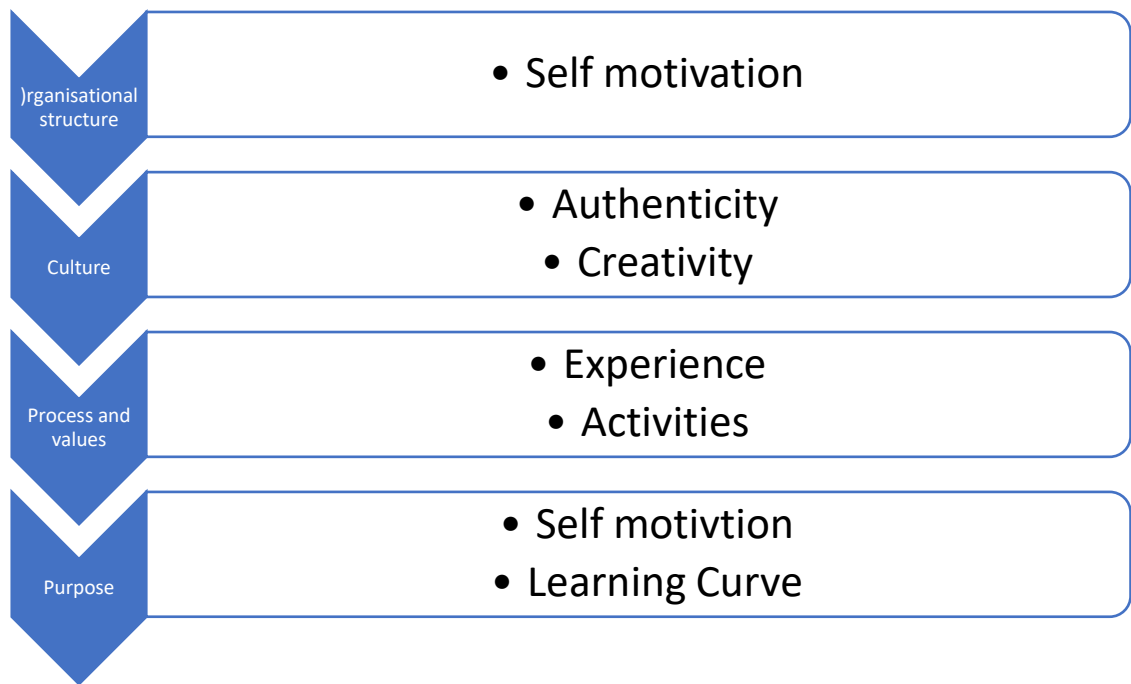 )rganisational
structure
• Self motivation
Culture
• Authenticity
• Creativity
Process and
values
• Experience
• Activities
Purpose
• Self motivtion
• Learning Curve